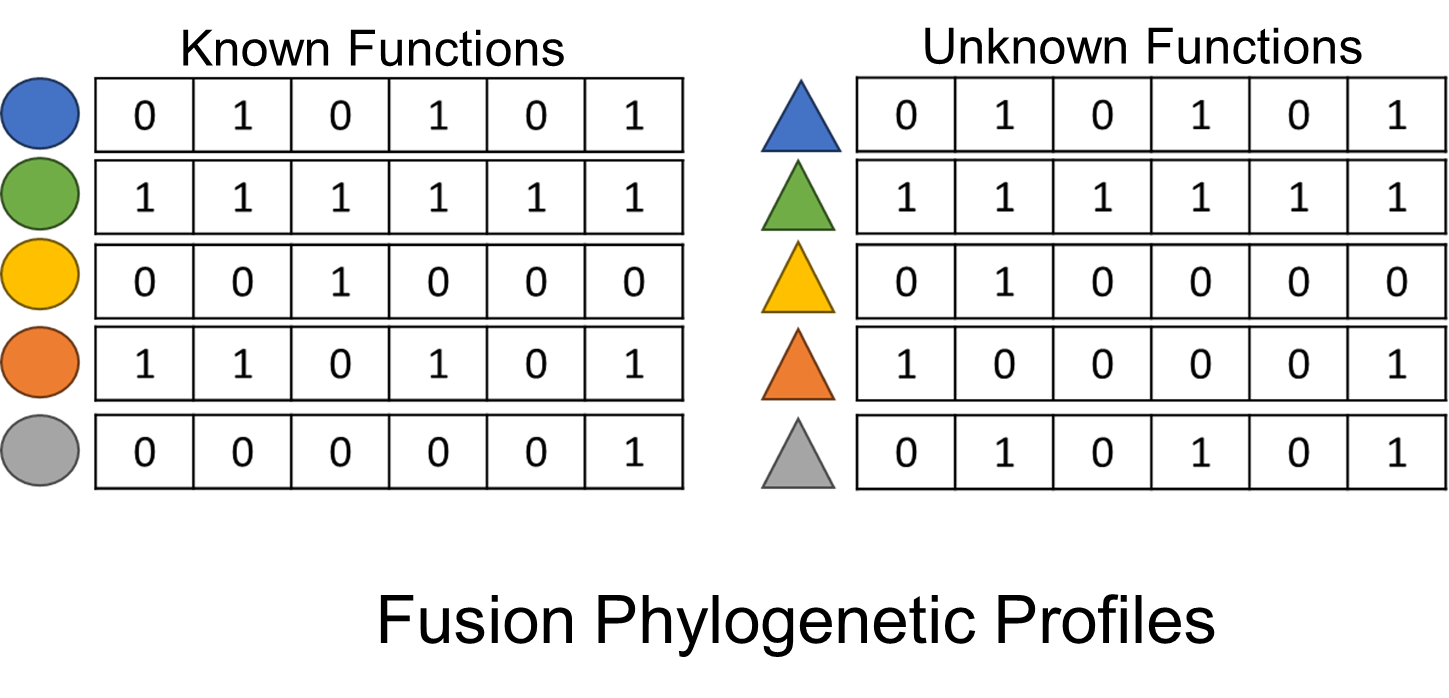 Known Functions
0 1 0 1 0 1
1 1 1 1 1 1
0 0 1 0 0 0
1 1 0 1 0 1
0 0 0 0 0 1
Unknown Functions
0 1 0 1 0 1
1 1 1 1 1 1
0 1 0 0 0 0
1 0 0 0 0 1
0 1 0 1 0 1
Fusion Phylogenetic Profiles